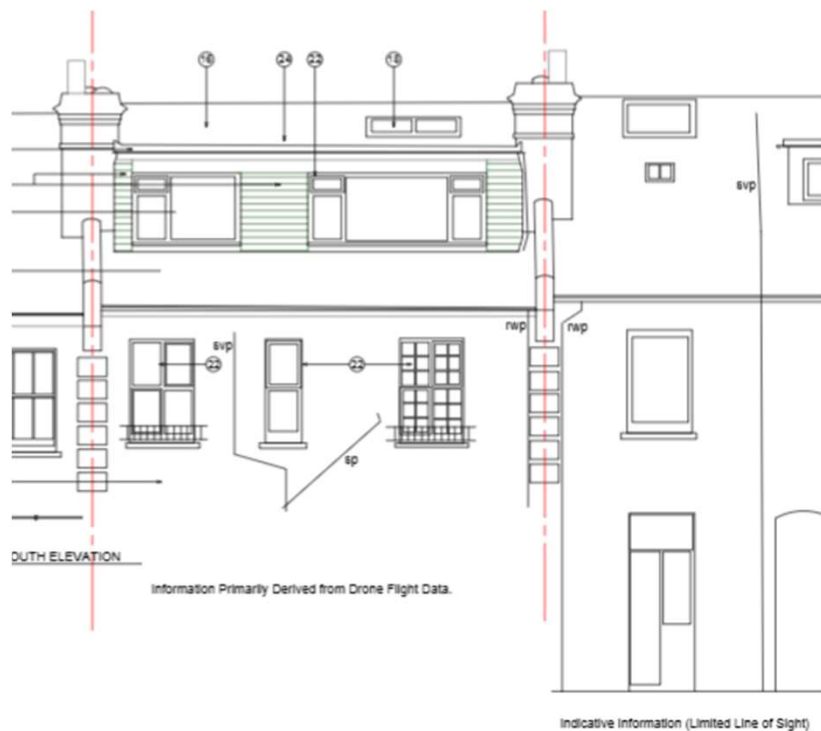 16 24 22 18
svp
rwp rwp
svp
22 22
sp
OUTH ELEVATION
Information Primarily Derived from Drone Flight Data.
Indicative Information (Limited Line of Sight)